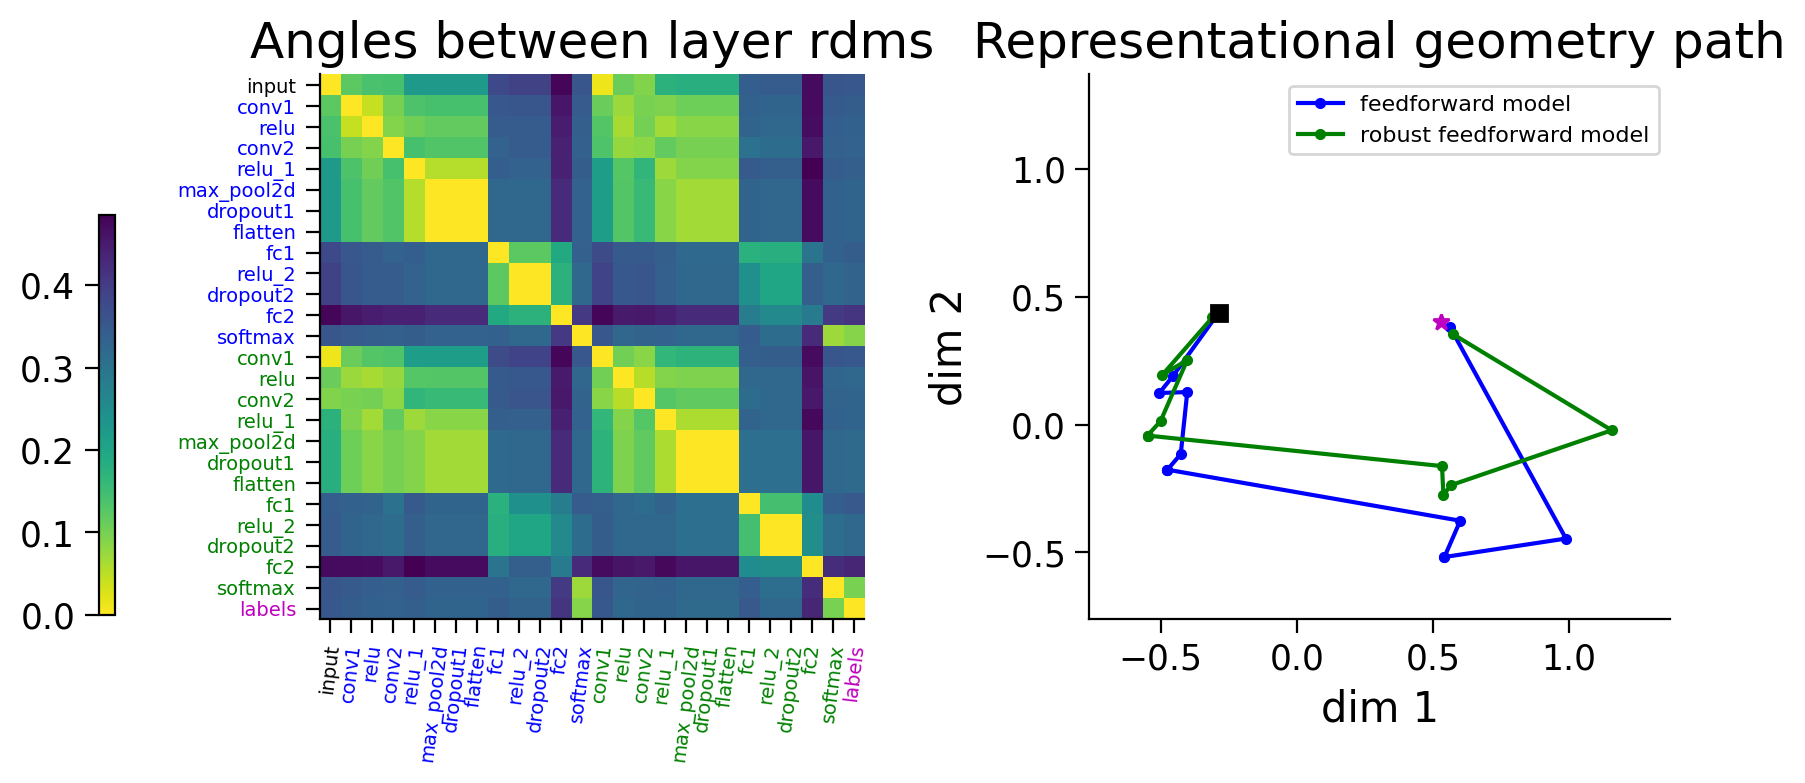 Angles between layer rdms
Representational geometry path
input
conv1
relu
conv2
relu_1
max_pool2d
dropout1
flatten
fc1
relu_2
dropout2
fc2
softmax
conv1
relu
conv2
relu_1
max_pool2d
dropout1
flatten
fc1
relu_2
dropout2
fc2
softmax
labels
0.4
0.3
0.2
0.1
0.0
input
conv1
relu
conv2
relu_1
max_pool2d
dropout1
flatten
fc1
relu_2
dropout2
fc2
softmax
conv1
relu
conv2
relu_1
max_pool2d
dropout1
flatten
fc1
relu_2
dropout2
fc2
softmax
labels
feedforward model
robust feedforward model
dim 2
1.0
0.5
0.0
−0.5
−0.5
0.0
0.5
1.0
dim 1